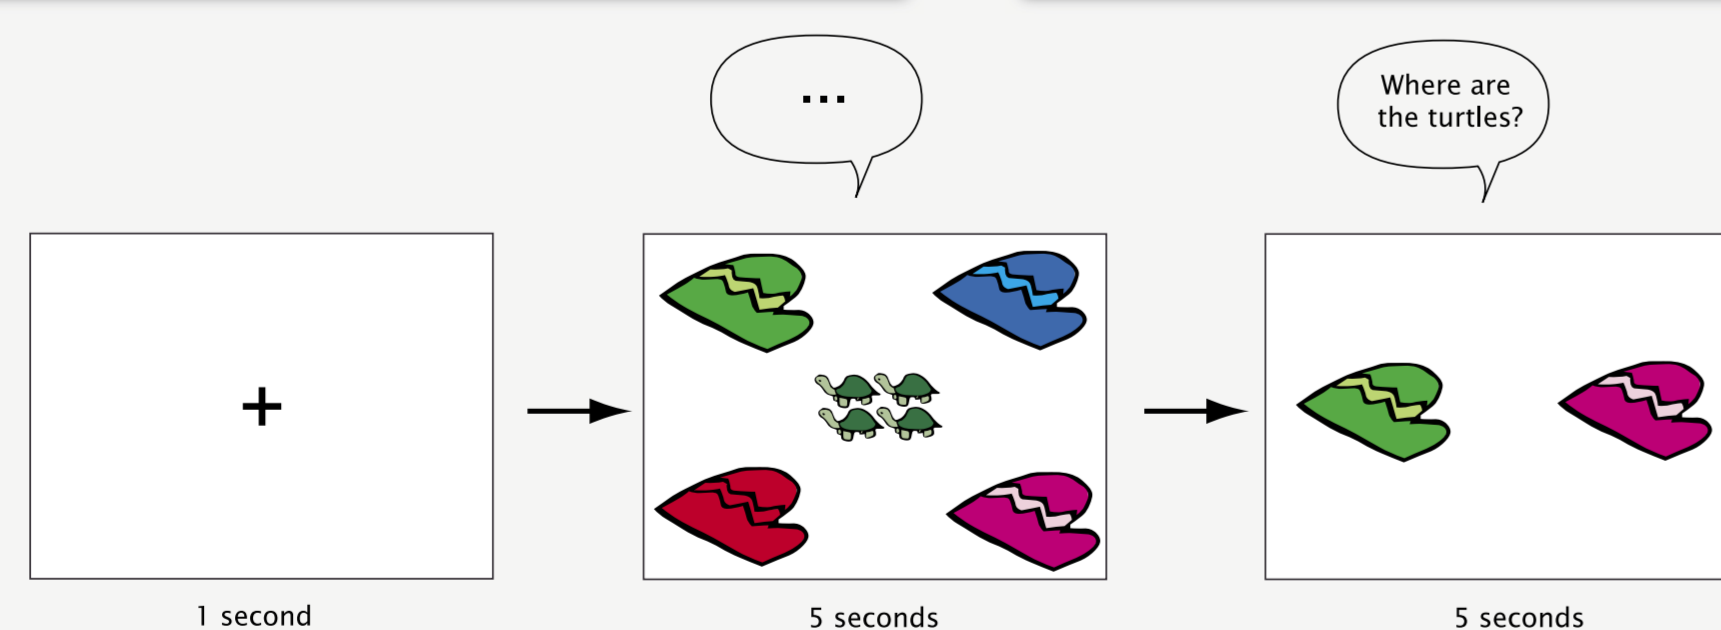 ...
Where are
the turtles?
+
1 second
5 seconds
5 seconds